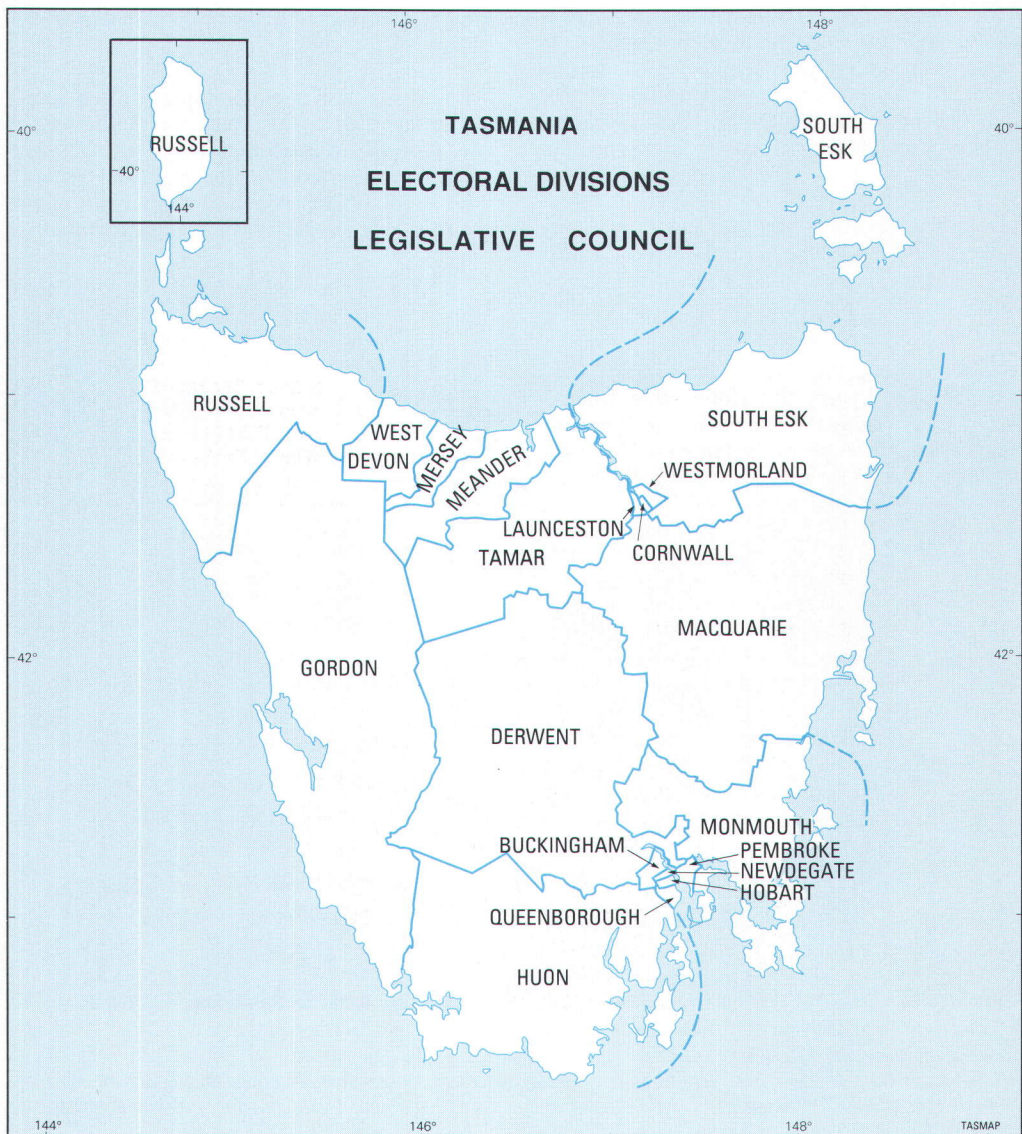 146°
148°
TASMANIA
ELECTORAL DIVISIONS
LEGISLATIVE COUNCIL
40°
40°
RUSSELL
40°
144°
SOUTH
ESK
RUSSELL
WEST
DEVON
MERSEY
MEANDER
SOUTH ESK
WESTMORLAND
LAUNCESTON
TAMAR
CORNWALL
MACQUARIE
42°
42°
GORDON
DERWENT
MONMOUTH
BUCKINGHAM
PEMBROKE
NEWDEGATE
HOBART
QUEENBOROUGH
HUON
144°
146°
148°
TASMAP